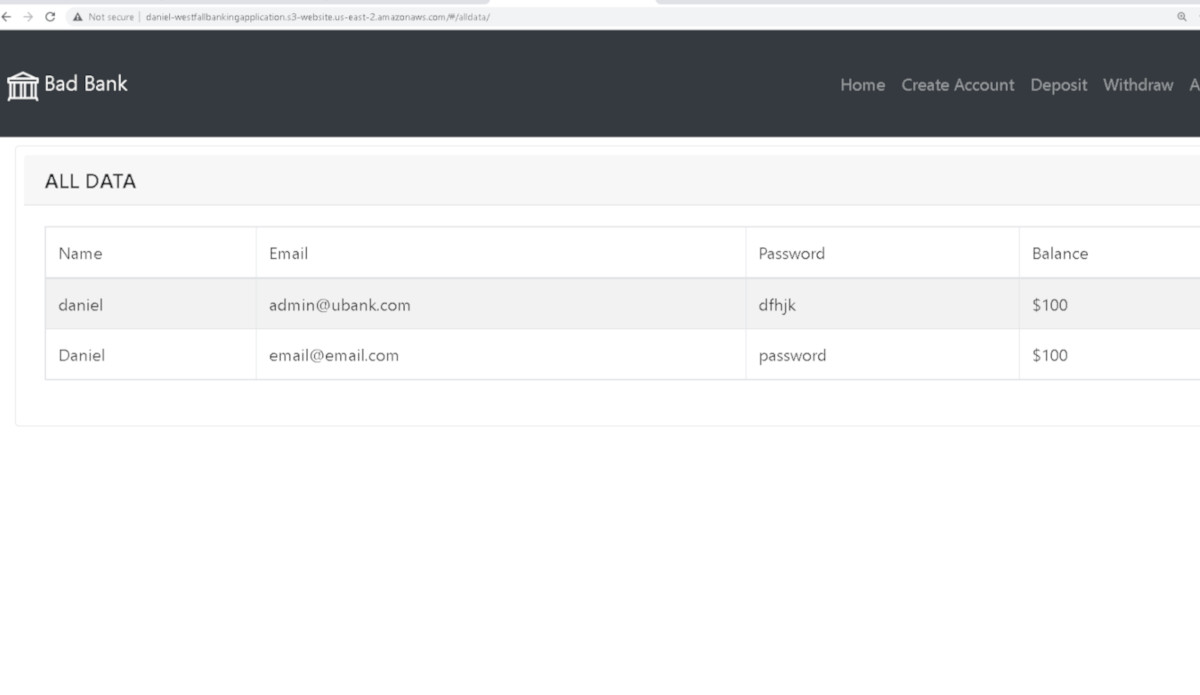 Not secure | daniel-westfallbankingapplication.s3-website.us-east-2.amazonaws.com/#/alldata/
Bad Bank Home Create Account Deposit Withdraw A
ALL DATA
Name Email Password Balance
daniel admin@ubank.com dfhjk $100
Daniel email@email.com password $100